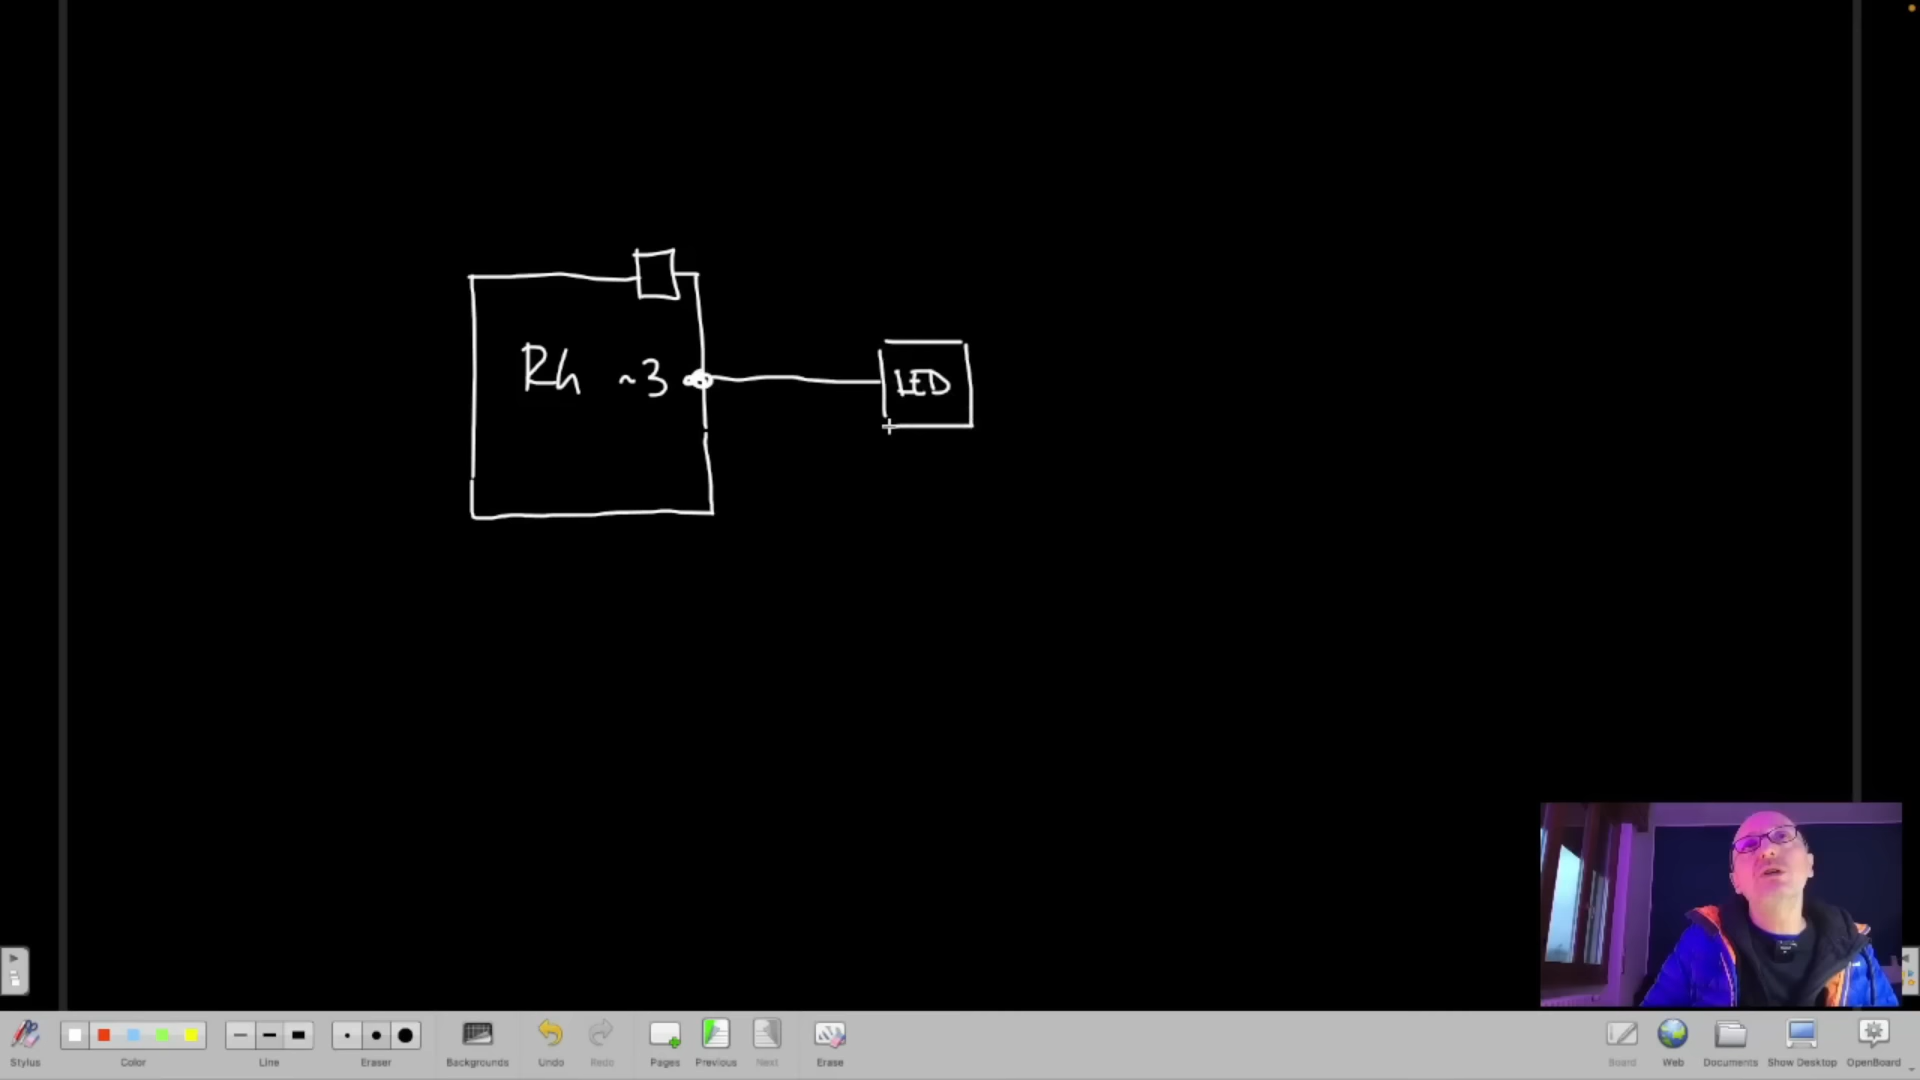 Rh ~3
LED
Stylus
Color
Line
Eraser
Backgrounds
Undo
Redo
Pages
Previous
Next
Erase
Board
Web
Documents
Show Desktop
OpenBoard